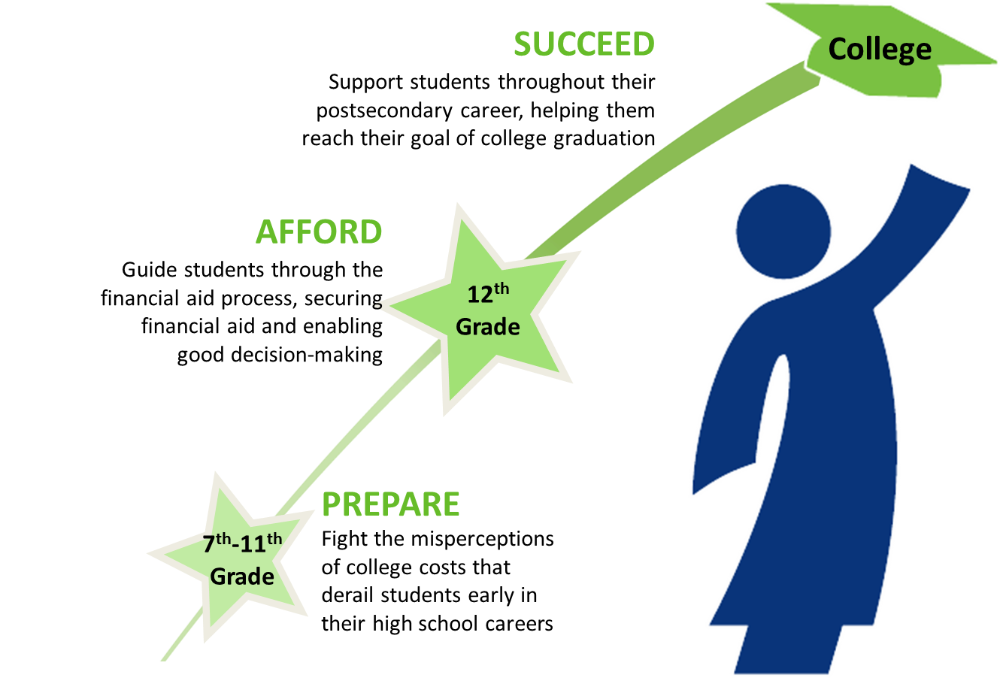 SUCCEED
Support students throughout their
postsecondary career, helping them
reach their goal of college graduation
College
AFFORD
Guide students through the
financial aid process, securing
financial aid and enabling
good decision-making
12th
Grade
7th-11th
Grade
PREPARE
Fight the misperceptions
of college costs that
derail students early in
their high school careers